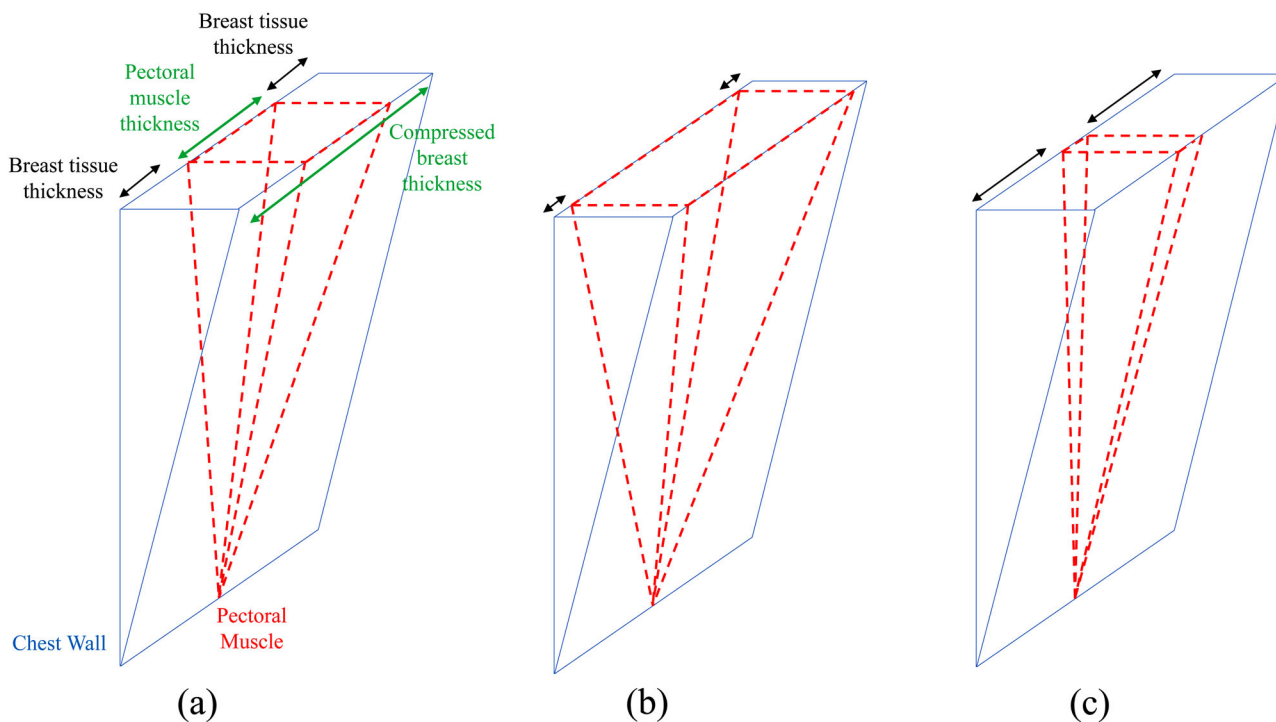 Breast tissue
thickness
Pectoral
muscle
thickness
Compressed
breast
thickness
Breast tissue
thickness
Pectoral
Muscle
Chest Wall
(a)
(b)
(c)